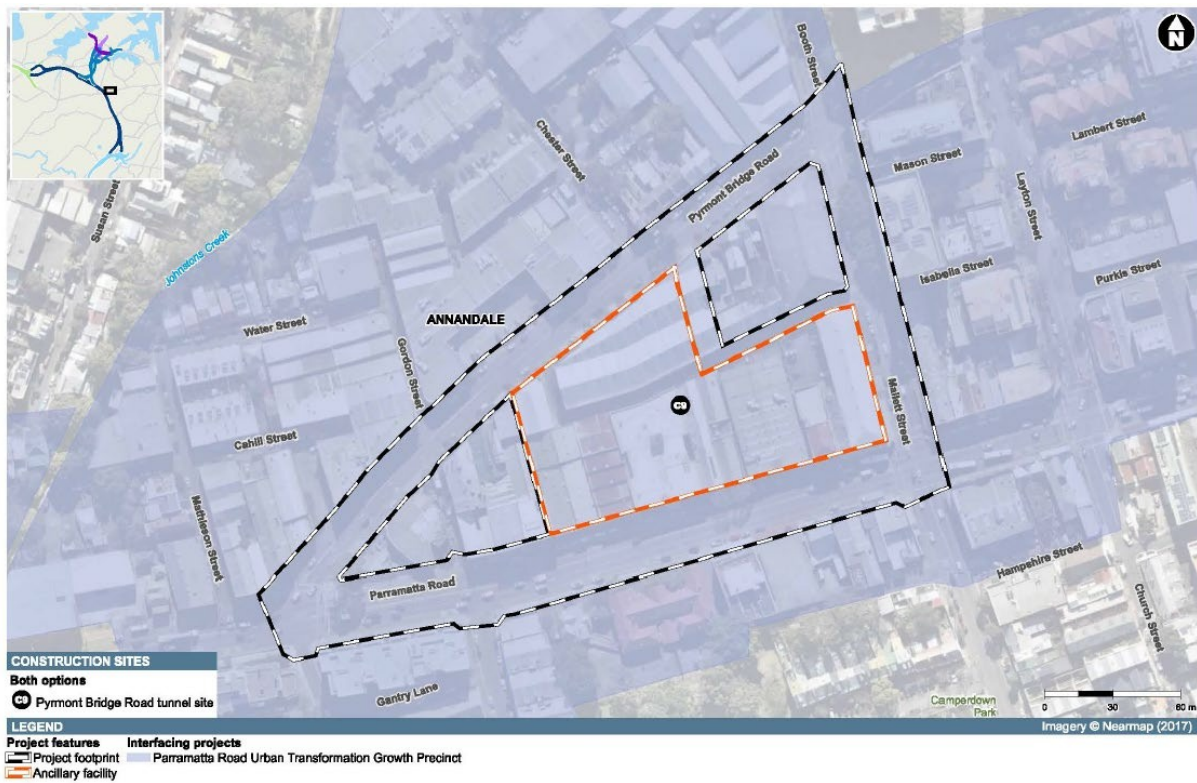 N
Booth Street
Chester Street
Lambert Street
Mason Street
Pyrmont Bridge Road
Layton Street
Susan Street
Johnstons Creek
Isabella Street
Purkis Street
Water Street
ANNANDALE
Gordon Street
C9
Mallett Street
Cahill Street
Mathieson Street
Parramatta Road
Hampshire Street
Church Street
CONSTRUCTION SITES
Both options
C9 Pyrmont Bridge Road tunnel site
Gantry Lane
Camperdown
Park
0 30 60 m
LEGEND
Imagery © Nearmap (2017)
Project features Interfacing projects
Project footprint Parramatta Road Urban Transformation Growth Precinct
Ancillary facility